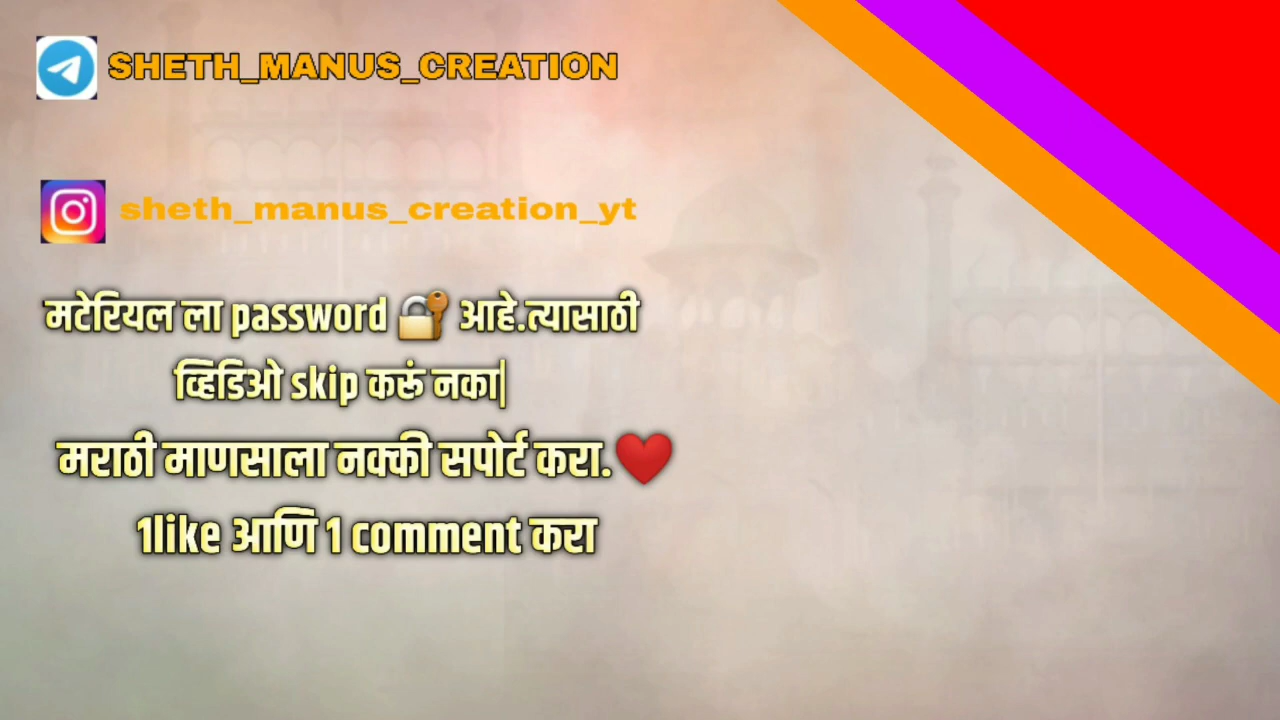 SHETH_MANUS_CREATION
sheth_manus_creation_yt
मटेरियल ला password 🔐 आहे.त्यासाठी
व्हिडिओ skip करूं नका|
मराठी माणसाला नक्की सपोर्ट करा.❤️
1like आणि 1 comment करा